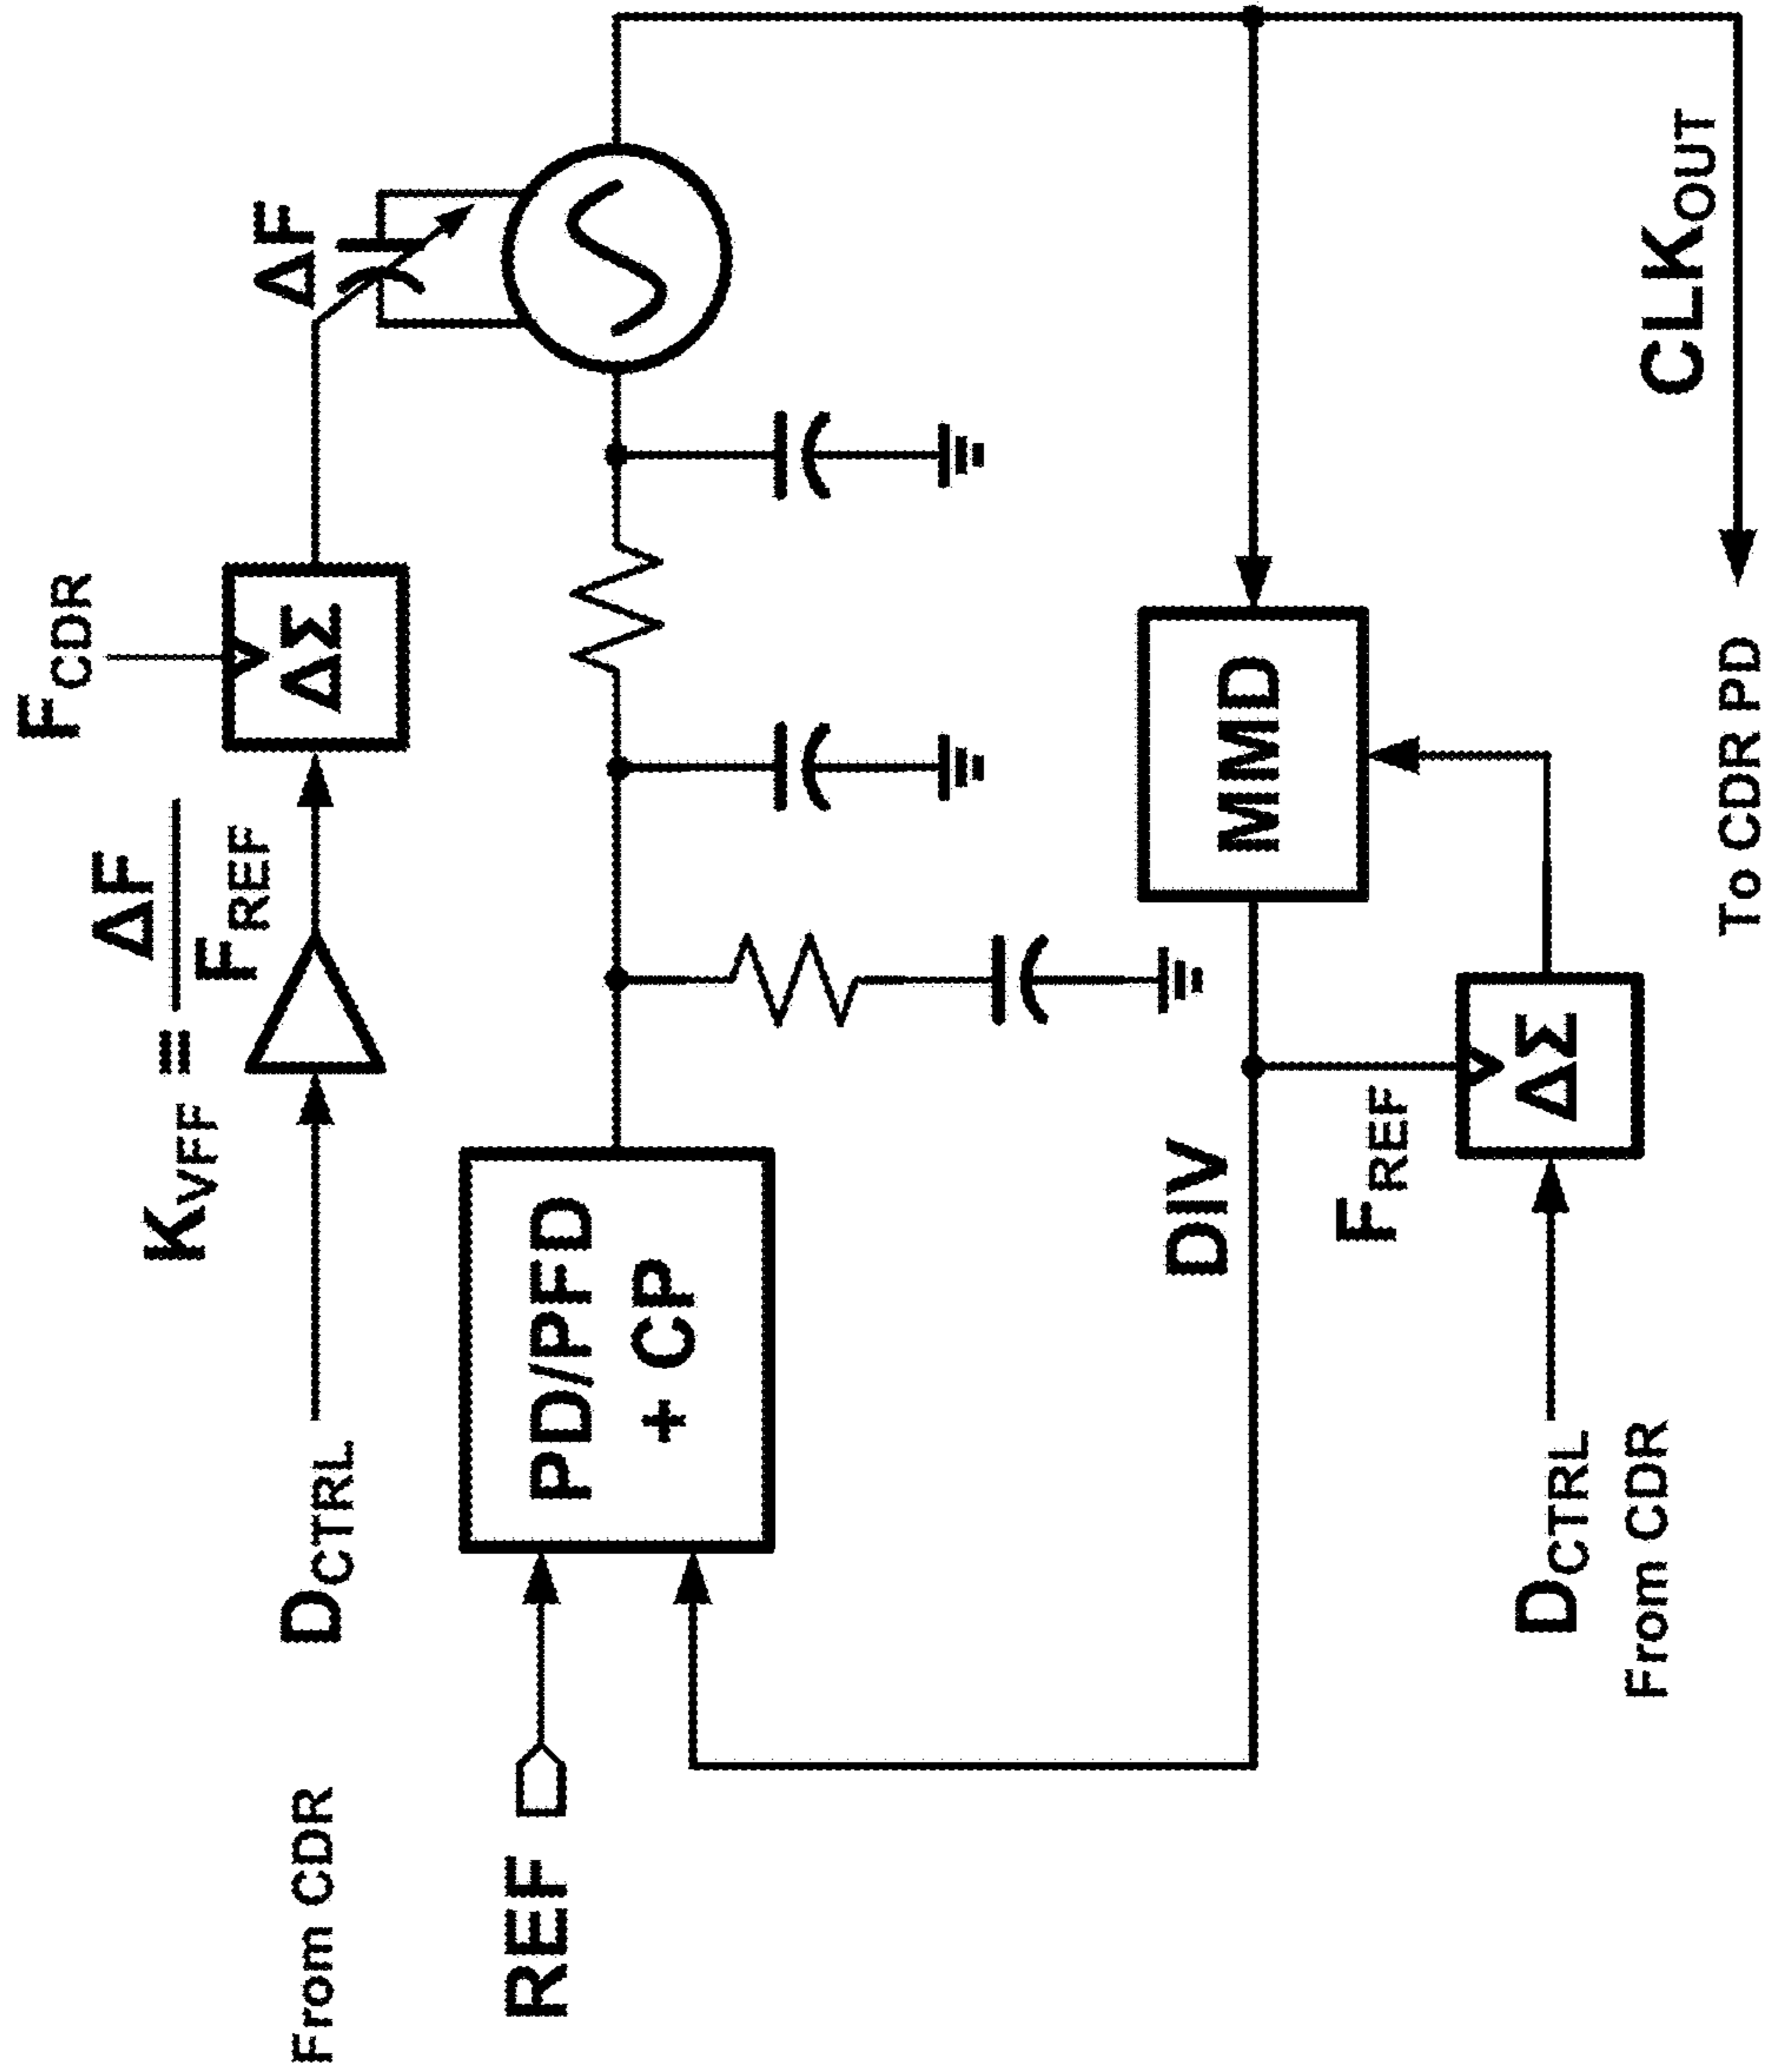 F_CDR
K_VFF = ΔF / F_REF
ΔF
From CDR
D_CTRL
ΔΣ
REF
PD/PFD
+ CP
DIV
MMD
F_REF
CLK_OUT
D_CTRL
From CDR
ΔΣ
To CDR PD